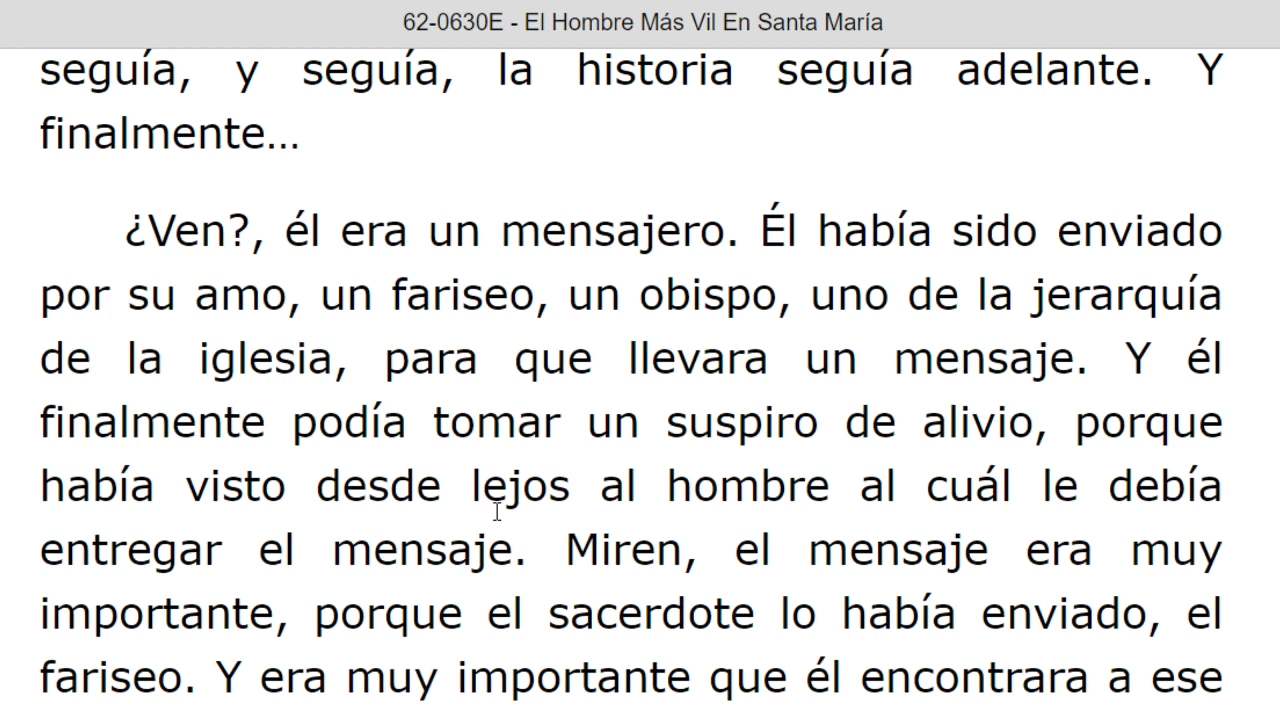 62-0630E - El Hombre Más Vil En Santa María
seguía, y seguía, la historia seguía adelante. Y
finalmente...
¿Ven?, él era un mensajero. Él había sido enviado
por su amo, un fariseo, un obispo, uno de la jerarquía
de la iglesia, para que llevara un mensaje. Y él
finalmente podía tomar un suspiro de alivio, porque
había visto desde lejos al hombre al cuál le debía
entregar el mensaje. Miren, el mensaje era muy
importante, porque el sacerdote lo había enviado, el
fariseo. Y era muy importante que él encontrara a ese